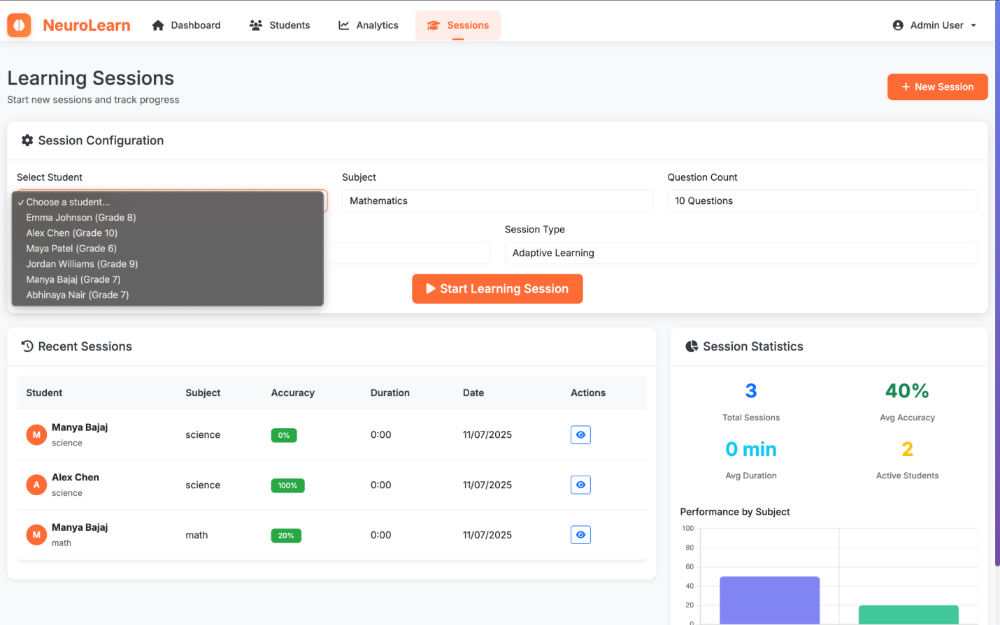 NeuroLearn
Dashboard
Students
Analytics
Sessions
Admin User
Learning Sessions
Start new sessions and track progress
+ New Session
Session Configuration
Select Student
Subject
Question Count
✓ Choose a student...
Emma Johnson (Grade 8)
Alex Chen (Grade 10)
Maya Patel (Grade 6)
Jordan Williams (Grade 9)
Manya Bajaj (Grade 7)
Abhinaya Nair (Grade 7)
Mathematics
10 Questions
Session Type
Adaptive Learning
Start Learning Session
Recent Sessions
Student Subject Accuracy Duration Date Actions
M Manya Bajaj science science 0% 0:00 11/07/2025
A Alex Chen science science 100% 0:00 11/07/2025
M Manya Bajaj math math 20% 0:00 11/07/2025
Session Statistics
3
Total Sessions
40%
Avg Accuracy
0 min
Avg Duration
2
Active Students
Performance by Subject
100
80
60
40
20
0